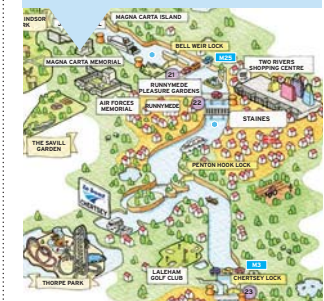 MAGNA CARTA ISLAND
INDSOR
RK
BELL WEIR LOCK
M25
MAGNA CARTA MEMORIAL
TWO RIVERS
SHOPPING CENTRE
21
RUNNYMEDE
PLEASURE GARDENS
AIR FORCES
MEMORIAL
RUNNYMEDE
22
STAINES
THE SAVILL
GARDEN
PENTON HOOK LOCK
CHERTSEY
THORPE PARK
LALEHAM
GOLF CLUB
M3
CHERTSEY LOCK
23